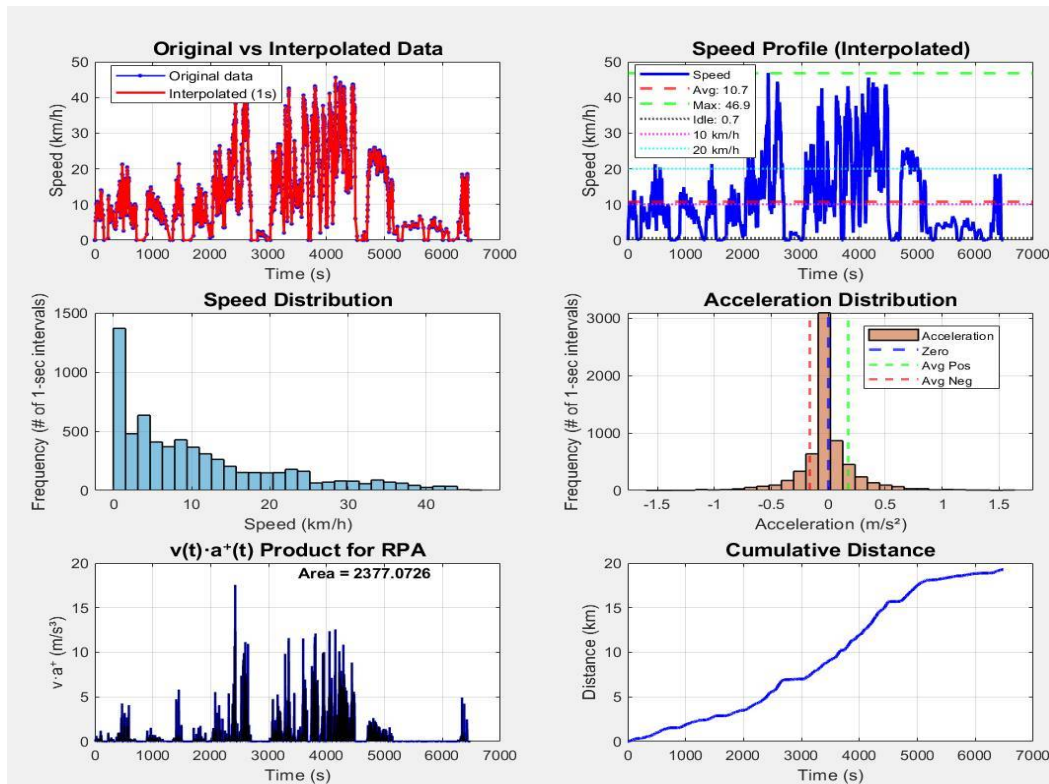 Original vs Interpolated Data
50
40
30
20
10
0
Speed (km/h)
Original data
Interpolated (1s)
0 1000 2000 3000 4000 5000 6000 7000
Time (s)
Speed Profile (Interpolated)
50
40
30
20
10
0
Speed (km/h)
Speed
Avg: 10.7
Max: 46.9
Idle: 0.7
10 km/h
20 km/h
0 1000 2000 3000 4000 5000 6000 7000
Time (s)
Speed Distribution
1500
1000
500
0
Frequency (# of 1-sec intervals)
0 10 20 30 40
Speed (km/h)
Acceleration Distribution
3000
2000
1000
0
Frequency (# of 1-sec intervals)
Acceleration
Zero
Avg Pos
Avg Neg
-1.5 -1 -0.5 0 0.5 1 1.5
Acceleration (m/s²)
v(t)·a⁺(t) Product for RPA
Area = 2377.0726
20
15
10
5
0
v·a⁺ (m/s³)
0 1000 2000 3000 4000 5000 6000 7000
Time (s)
Cumulative Distance
20
15
10
5
0
Distance (km)
0 1000 2000 3000 4000 5000 6000 7000
Time (s)